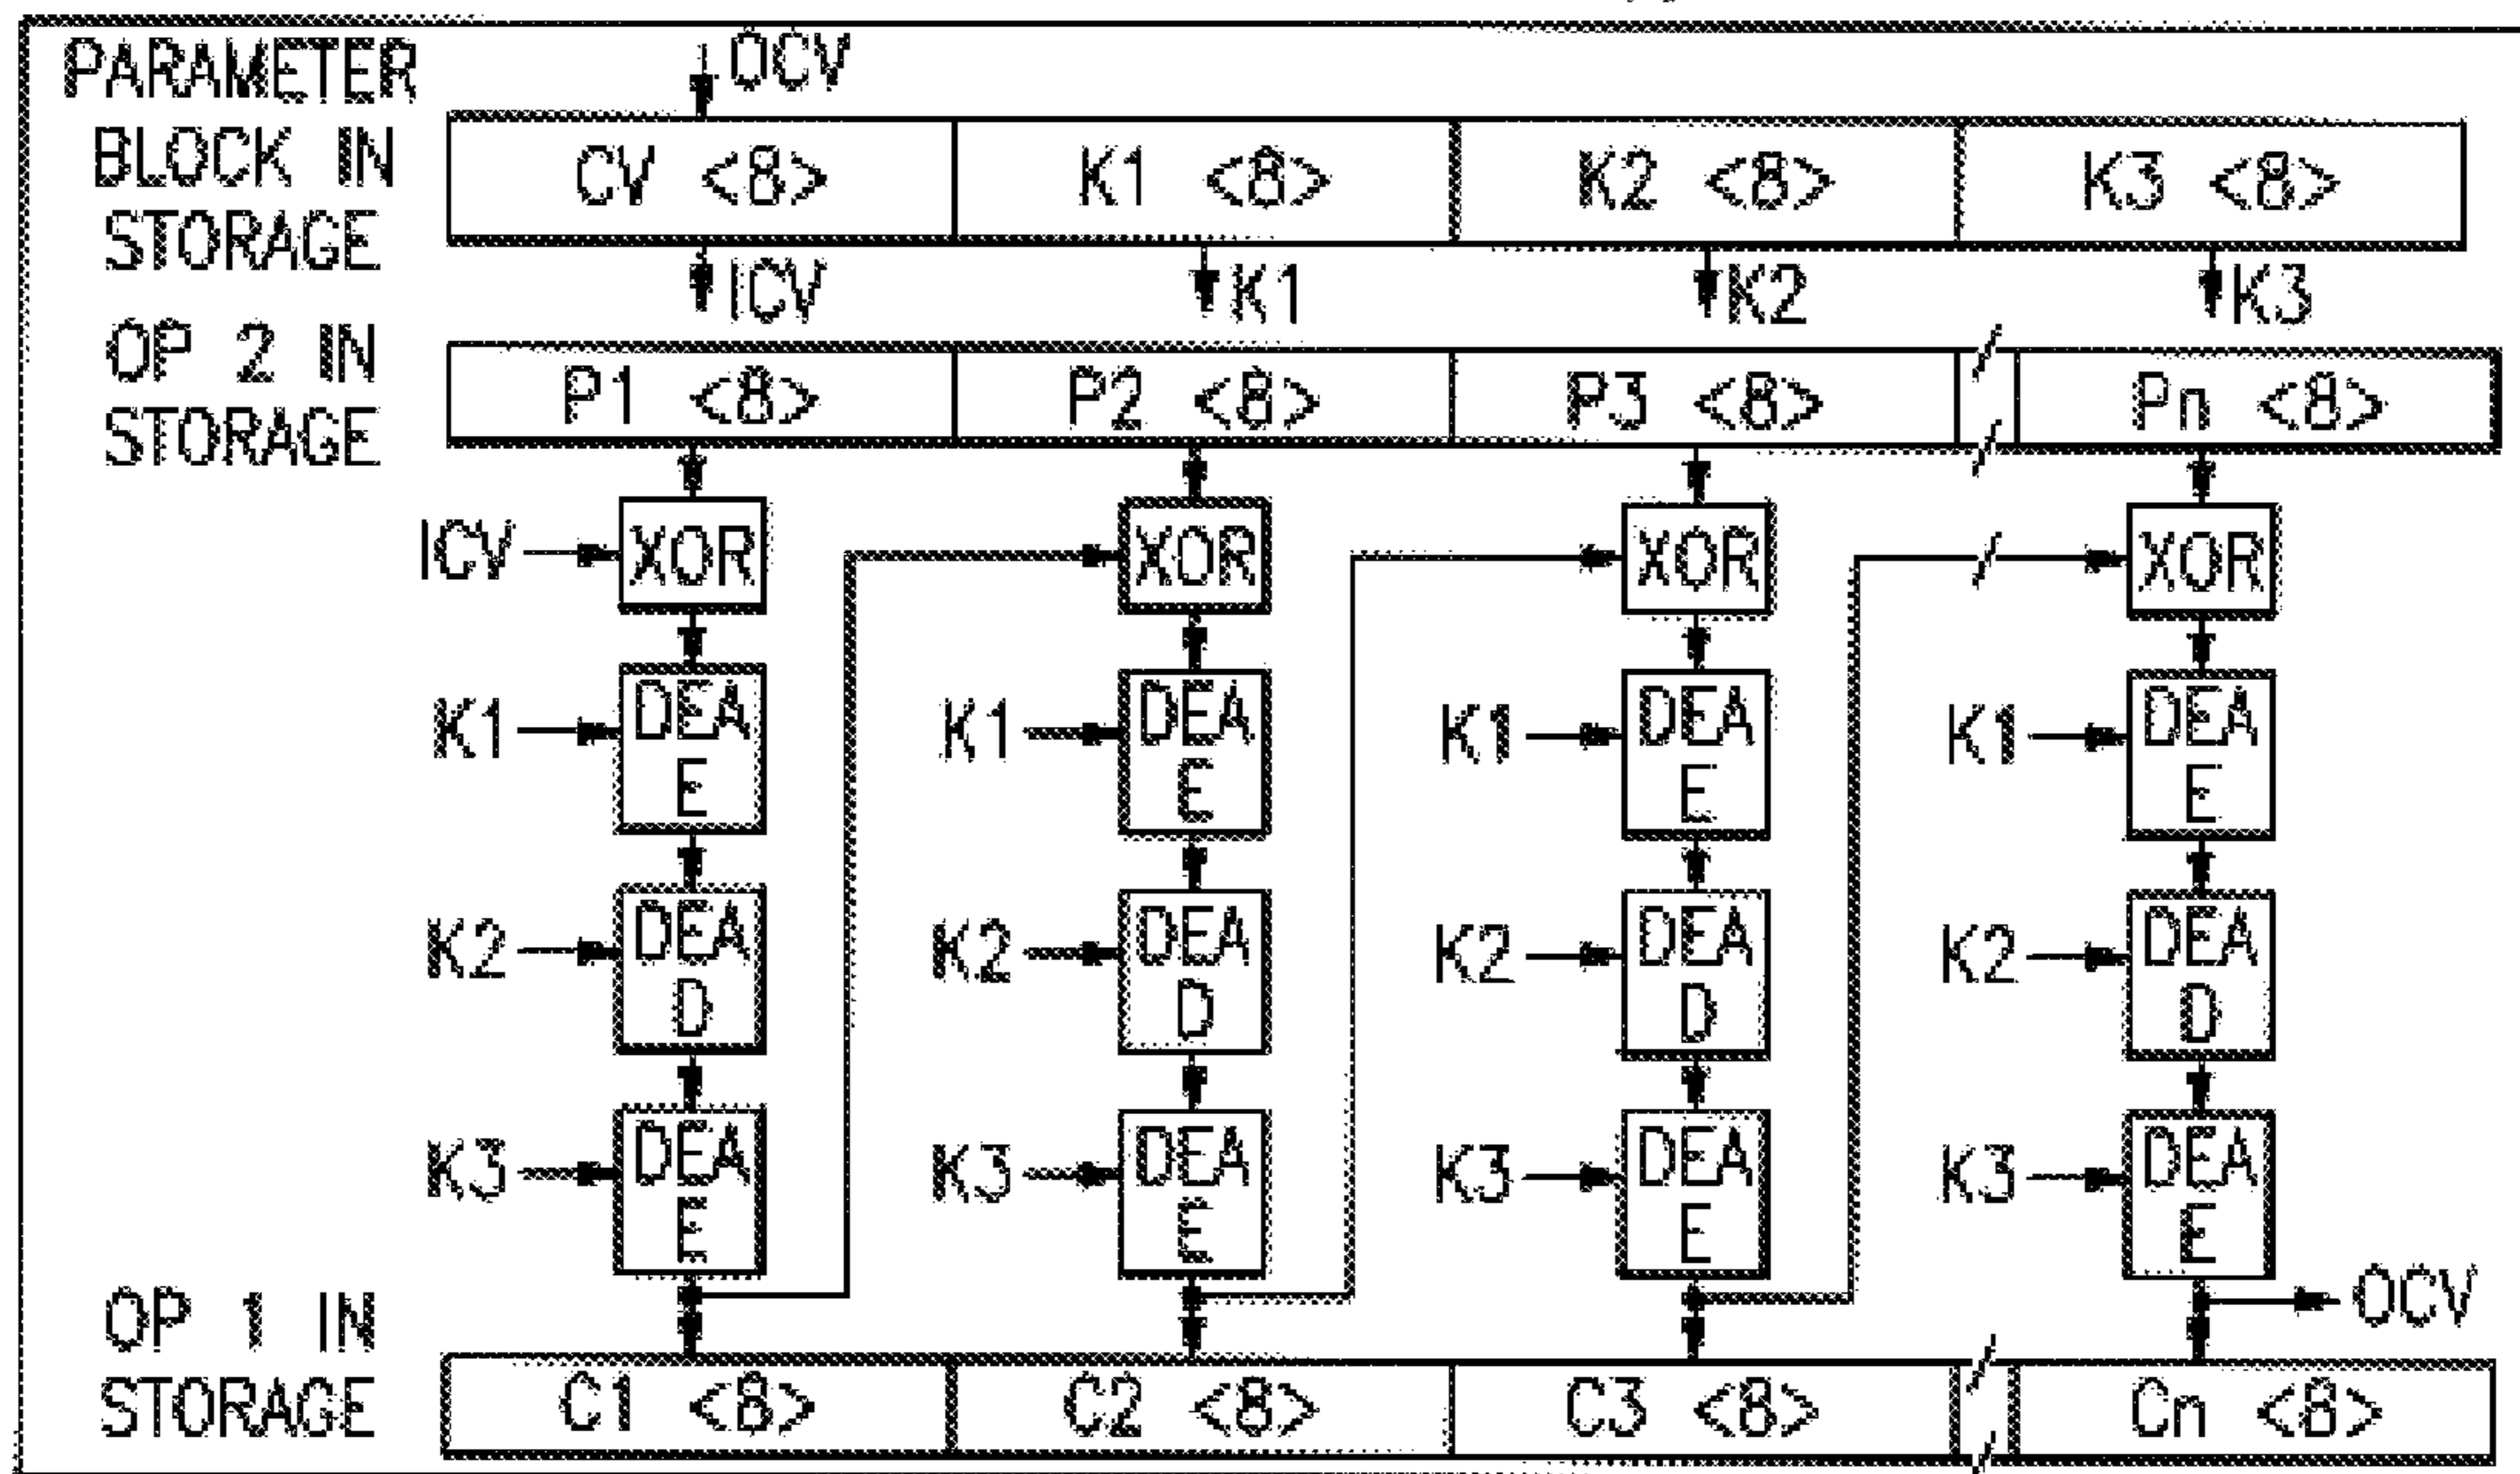 PARAMETER BLOCK IN STORAGE
OCV
CV <8> K1 <8> K2 <8> K3 <8>
ICV K1 K2 K3
OP 2 IN STORAGE
P1 <8> P2 <8> P3 <8> Pn <8>
ICV XOR XOR XOR XOR
K1 DEA K1 DEA K1 DEA K1 DEA
E E E E
K2 DEA K2 DEA K2 DEA K2 DEA
D D D D
K3 DEA K3 DEA K3 DEA K3 DEA
E E E E
OCV
OP 1 IN STORAGE
C1 <8> C2 <8> C3 <8> Cn <8>